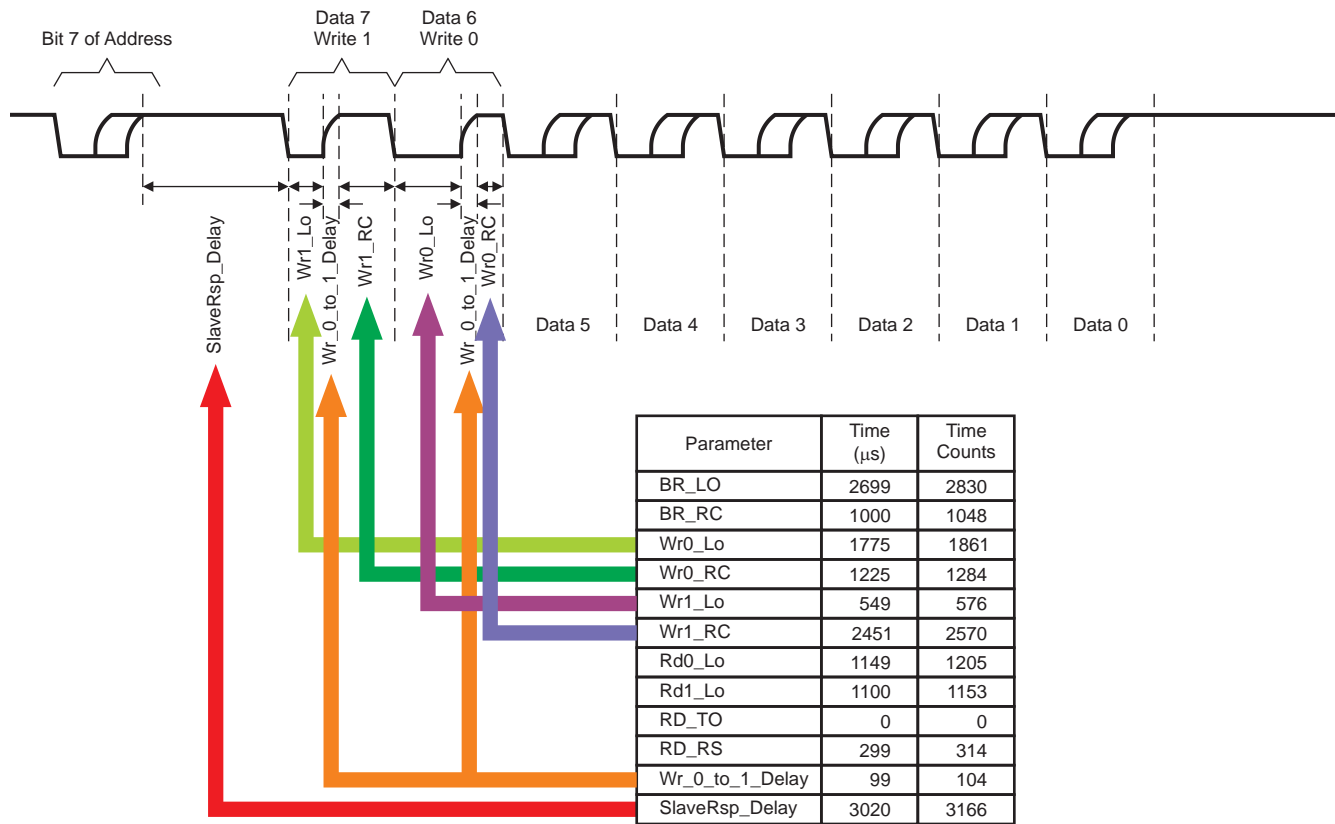 Bit 7 of Address
Data 7
Write 1
Data 6
Write 0
SlaveRsp_Delay
Wr1_Lo
Wr_0_to_1_Delay
Wr1_RC
Wr0_Lo
Wr_0_to_1_Delay
Wr0_RC
Data 5
Data 4
Data 3
Data 2
Data 1
Data 0
Parameter Time (µs) Time Counts
BR_LO 2699 2830
BR_RC 1000 1048
Wr0_Lo 1775 1861
Wr0_RC 1225 1284
Wr1_Lo 549 576
Wr1_RC 2451 2570
Rd0_Lo 1149 1205
Rd1_Lo 1100 1153
RD_TO 0 0
RD_RS 299 314
Wr_0_to_1_Delay 99 104
SlaveRsp_Delay 3020 3166